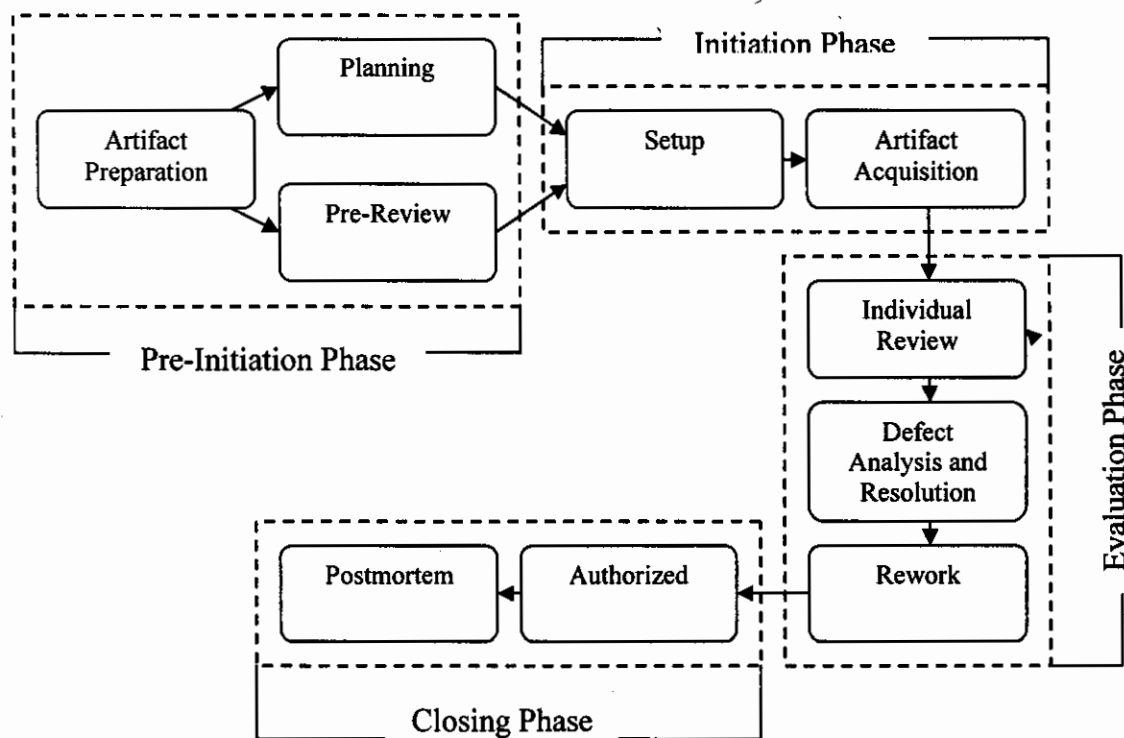 Initiation Phase
Planning
Artifact
Preparation
Pre-Review
Setup
Artifact
Acquisition
Pre-Initiation Phase
Individual
Review
Defect
Analysis and
Resolution
Rework
Evaluation Phase
Authorized
Postmortem
Closing Phase